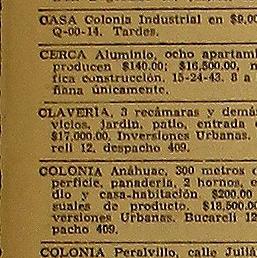 CASA Colonia Industrial en $9.00
Q-00-14. Tardes.
CERCA Aluminio, ocho apartam
producen $140.00; $16,500.00,
fica construcción. 15-24-43. 8 a
ñana únicamente.
CLAVERIA, 3 recámaras y demá
vicios, jardín, patio, entrada
$17,000.00. Inversiones Urbanas.
reli 12, despacho 409.
COLONIA Anáhuac, 300 metros
perficie, panadería, 2 hornos, e
dio y casa-habitación $200.00
suales de producto. $18,500.00
versiones Urbanas. Bucareli 12
pacho 409.
COLONIA Peralvillo, calle Juliá